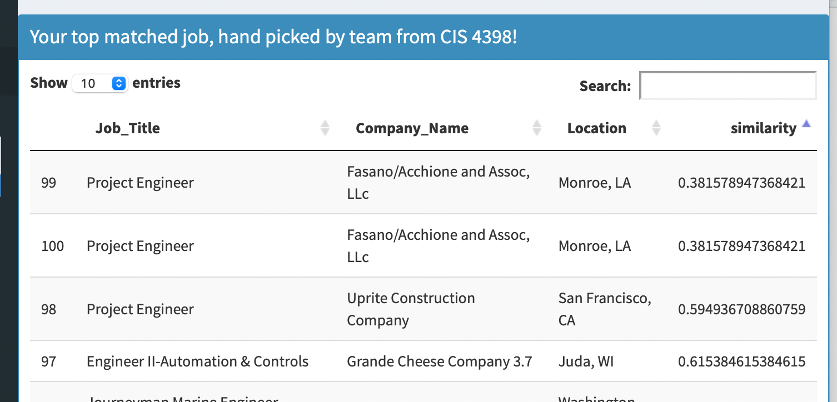 Your top matched job, hand picked by team from CIS 4398!
Show 10 entries
Search:
Job_Title Company_Name Location similarity
99 Project Engineer Fasano/Acchione and Assoc, LLc Monroe, LA 0.381578947368421
100 Project Engineer Fasano/Acchione and Assoc, LLc Monroe, LA 0.381578947368421
98 Project Engineer Uprite Construction Company San Francisco, CA 0.594936708860759
97 Engineer II-Automation & Controls Grande Cheese Company 3.7 Juda, WI 0.615384615384615
Journeyman Marine Engineer Washington